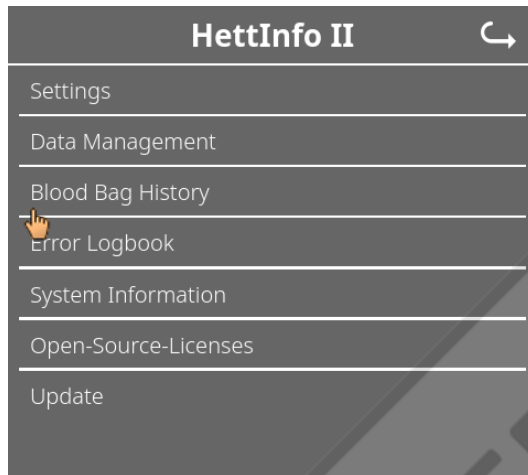 HettInfo II
Settings
Data Management
Blood Bag History
Error Logbook
System Information
Open-Source-Licenses
Update